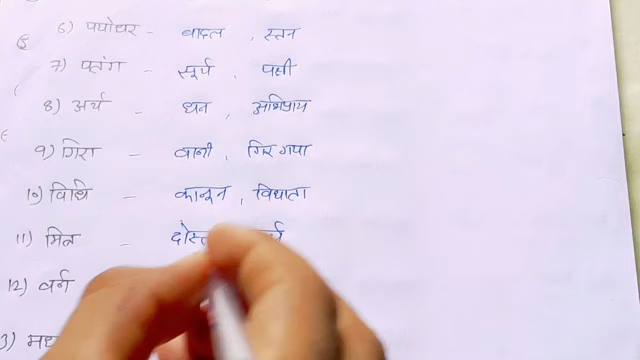 6) पयोधर - बादल , स्तन
7) पतंग - सूर्य , पक्षी
8) अर्थ - धन , अभिप्राय
9) गिरा - वानी , गिर गया
10) विधि - कानून , विधाता
11) मित्र -
12) वर्न